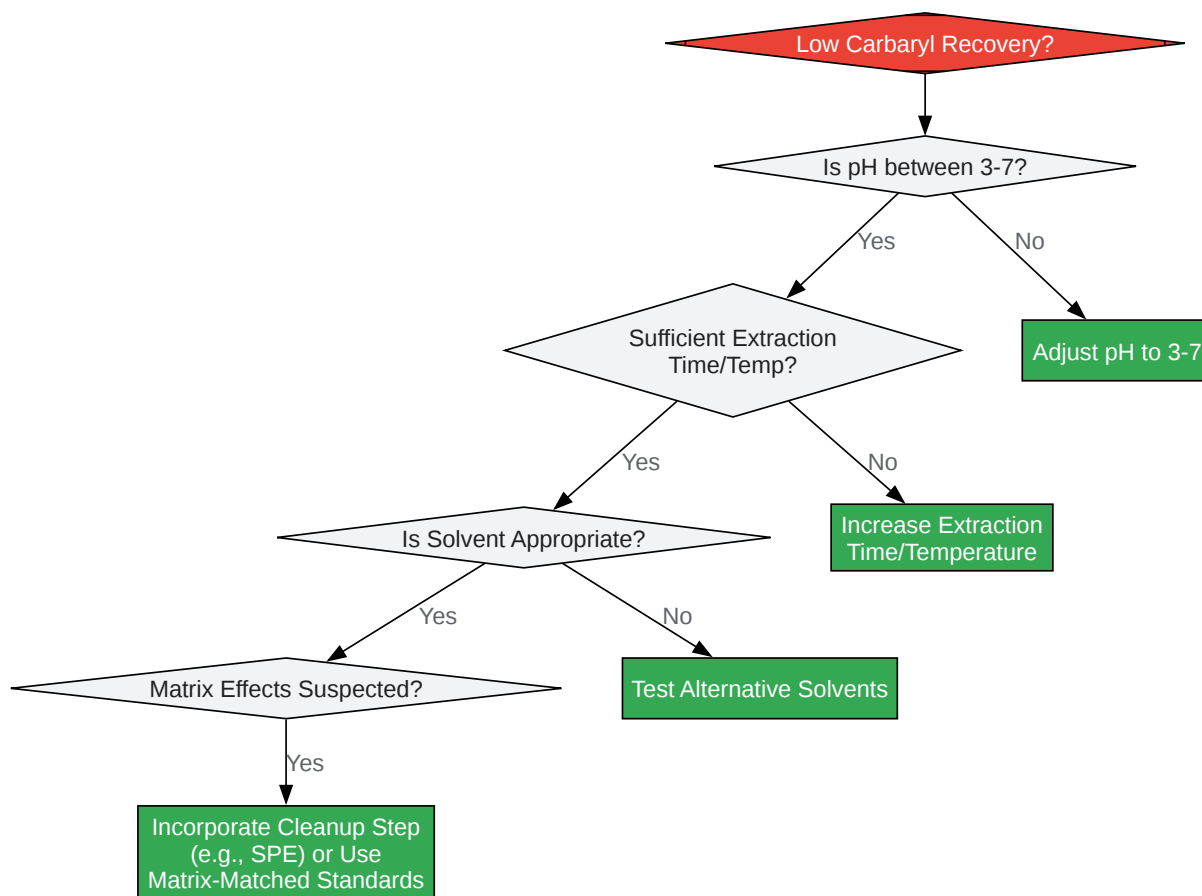 Low Carbaryl Recovery?
Is pH between 3-7?
Yes
No
Sufficient Extraction
Time/Temp?
Adjust pH to 3-7
Yes
No
Is Solvent Appropriate?
Increase Extraction
Time/Temperature
Yes
No
Matrix Effects Suspected?
Test Alternative Solvents
Yes
Incorporate Cleanup Step
(e.g., SPE) or Use
Matrix-Matched Standards